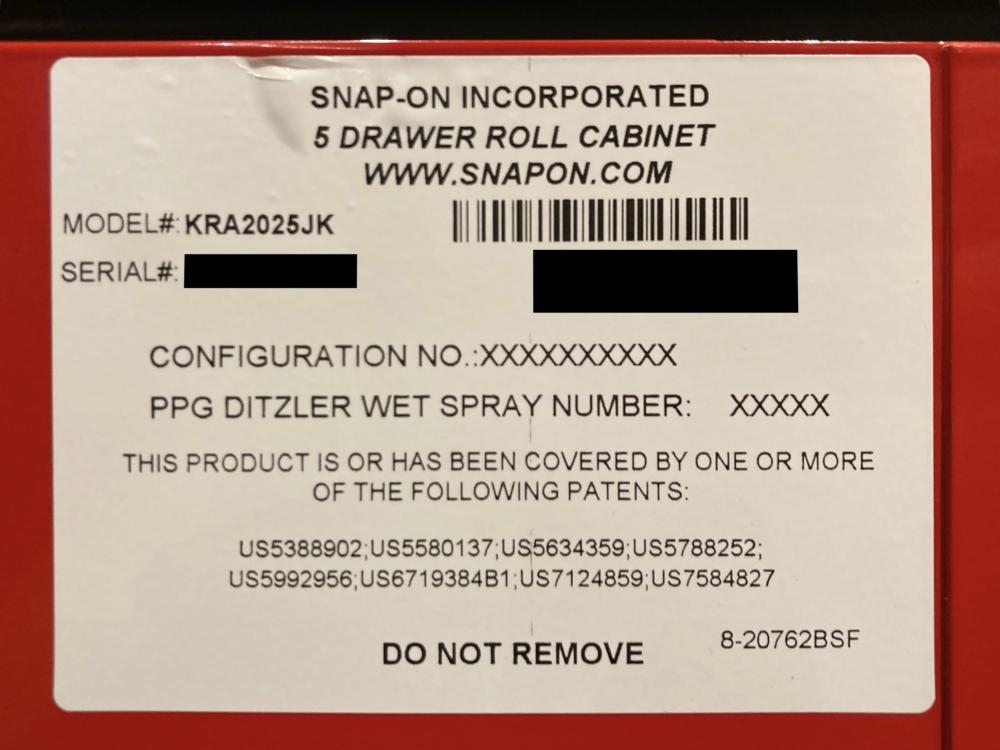 SNAP-ON INCORPORATED
5 DRAWER ROLL CABINET
WWW.SNAPON.COM
MODEL#: KRA2025JK
SERIAL#:
CONFIGURATION NO.:XXXXXXXXXX
PPG DITZLER WET SPRAY NUMBER: XXXXX
THIS PRODUCT IS OR HAS BEEN COVERED BY ONE OR MORE
OF THE FOLLOWING PATENTS:
US5388902;US5580137;US5634359;US5788252;
US5992956;US6719384B1;US7124859;US7584827
DO NOT REMOVE
8-20762BSF